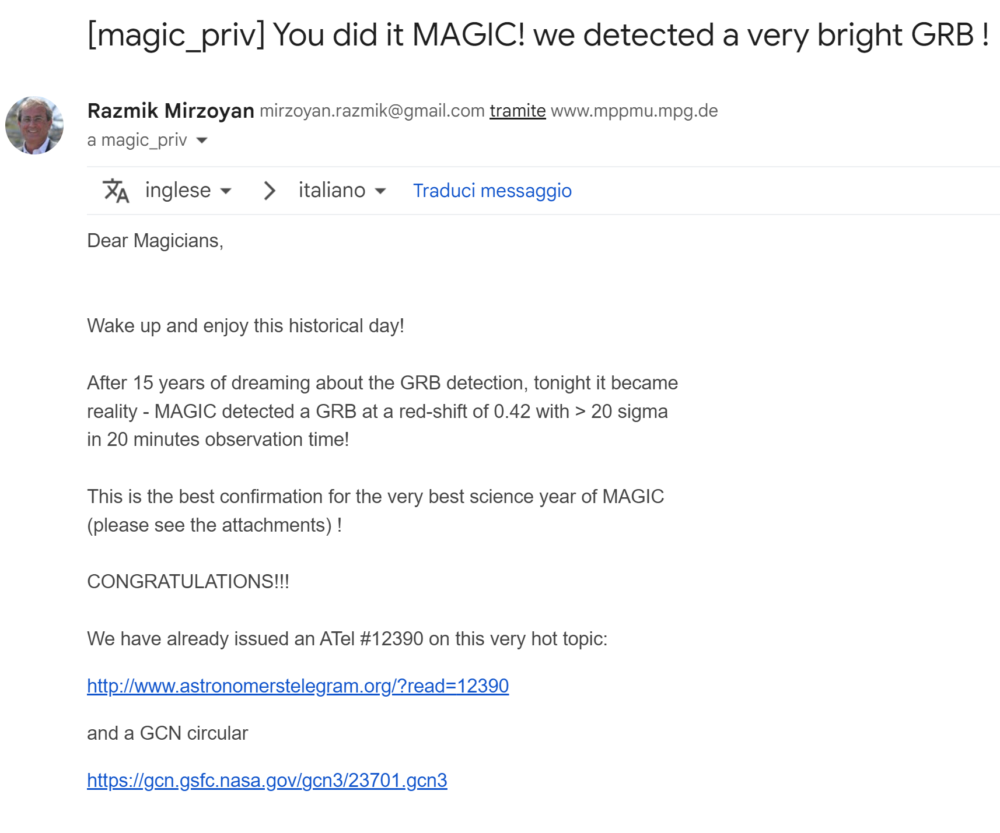 [magic_priv] You did it MAGIC! we detected a very bright GRB !
Razmik Mirzoyan mirzoyan.razmik@gmail.com tramite www.mppmu.mpg.de
a magic_priv
inglese > italiano Traduci messaggio
Dear Magicians,
Wake up and enjoy this historical day!
After 15 years of dreaming about the GRB detection, tonight it became
reality - MAGIC detected a GRB at a red-shift of 0.42 with > 20 sigma
in 20 minutes observation time!
This is the best confirmation for the very best science year of MAGIC
(please see the attachments) !
CONGRATULATIONS!!!
We have already issued an ATel #12390 on this very hot topic:
http://www.astronomerstelegram.org/?read=12390
and a GCN circular
https://gcn.gsfc.nasa.gov/gcn3/23701.gcn3